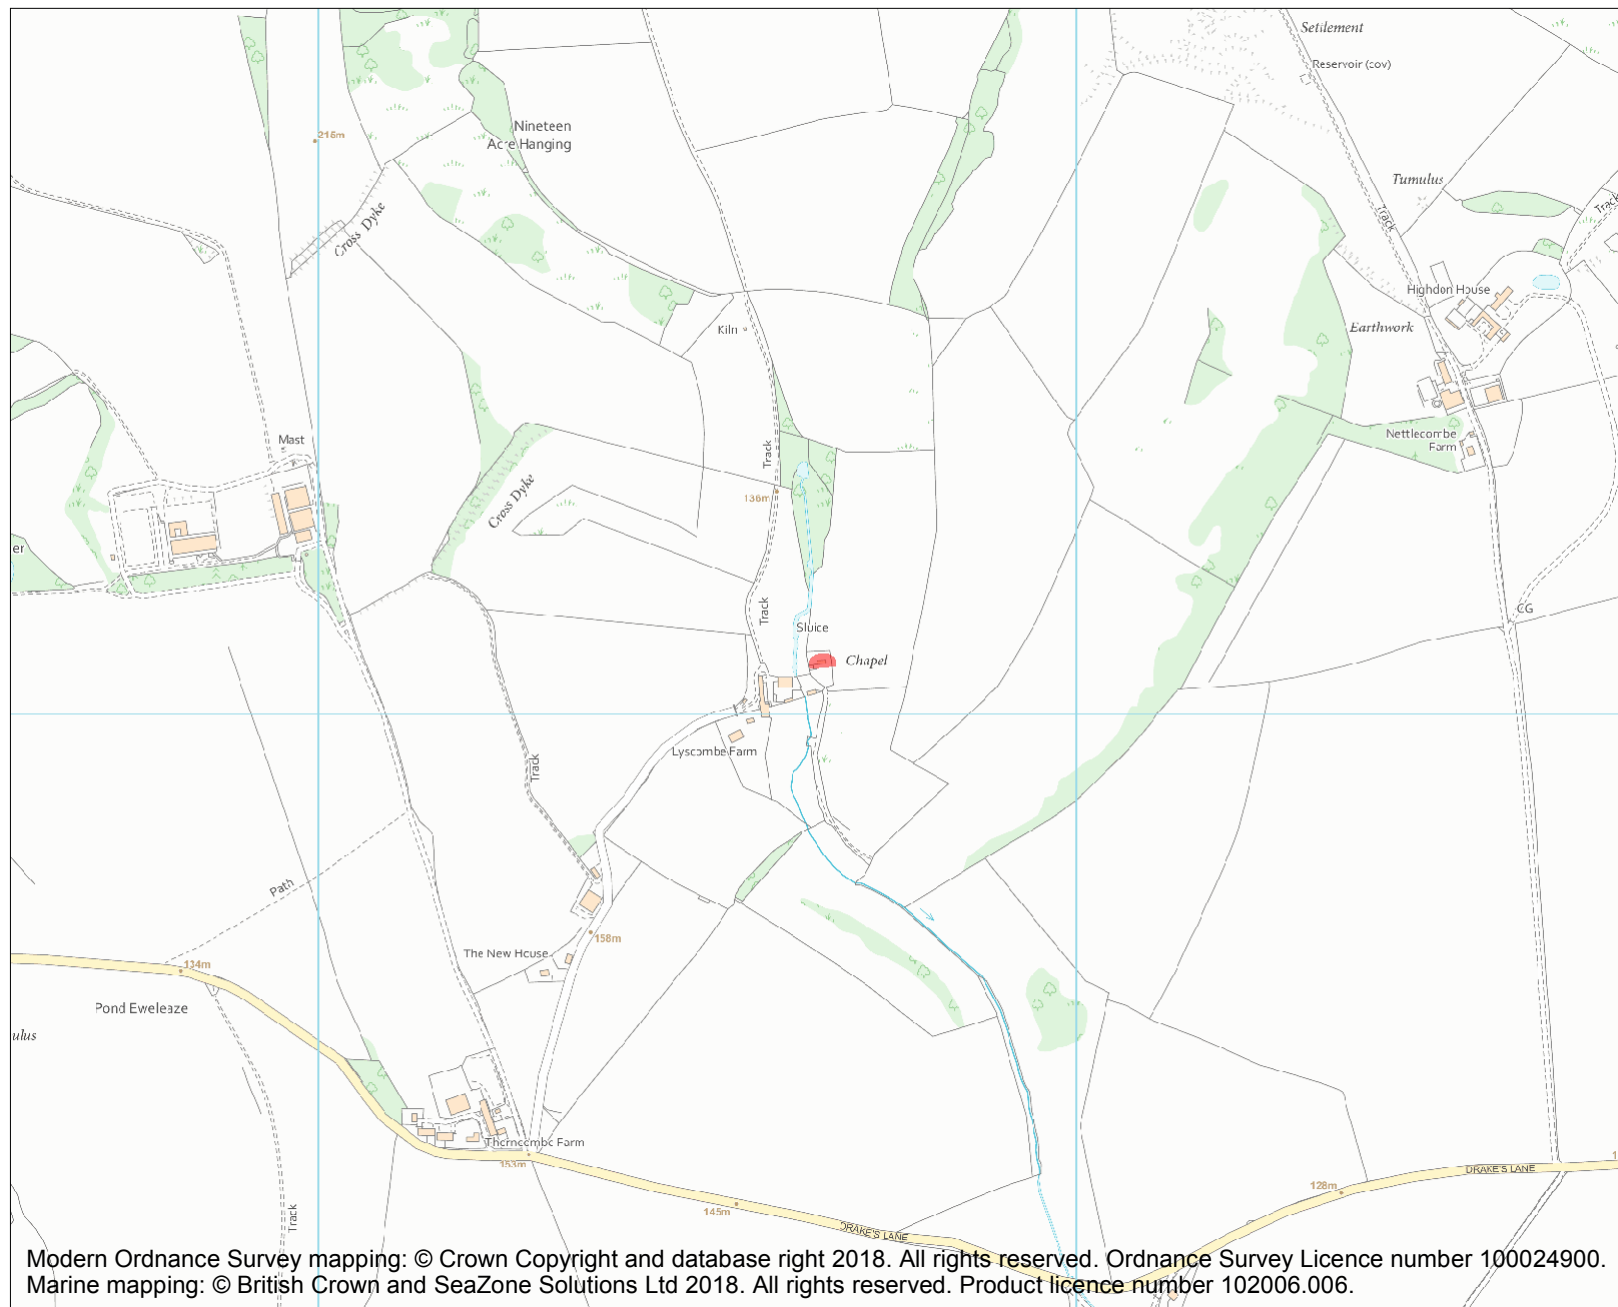 Settlement
Reservoir (cov)
Nineteen
Acre Hanging
216m
Tumulus
Track
Track
Cross Dyke
Highdon House
Kiln
Earthwork
Mast
Nettlecombe
Farm
Track
136m
Cross Dyke
er
Track
CG
Sluice
Chapel
Lyscombe Farm
Track
Path
158m
The New House
134m
Pond Eweleaze
ulus
Thorncombe Farm
153m
DRAKE'S LANE
128m
145m
Track
DRAKE'S LANE
1
Modern Ordnance Survey mapping: © Crown Copyright and database right 2018. All rights reserved. Ordnance Survey Licence number 100024900.
Marine mapping: © British Crown and SeaZone Solutions Ltd 2018. All rights reserved. Product licence number 102006.006.